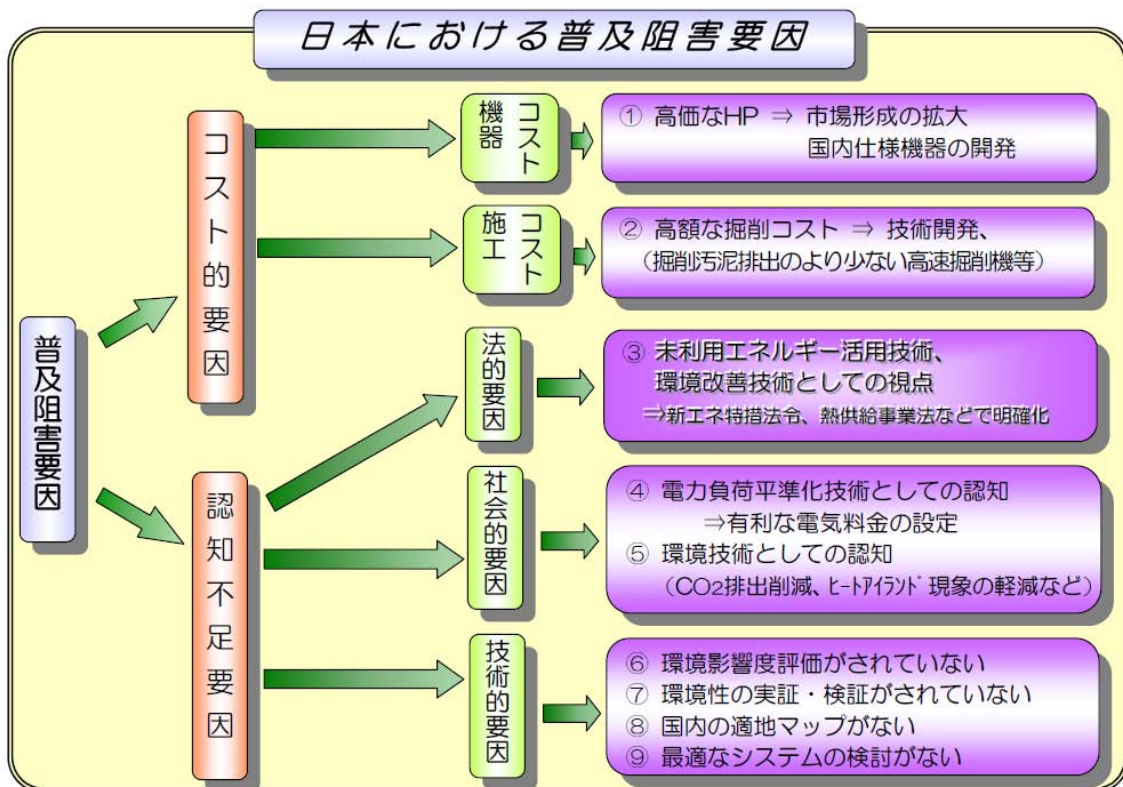 日本における普及阻害要因
普及阻害要因
コスト的要因
機器コスト
① 高価なHP ⇒ 市場形成の拡大
国内仕様機器の開発
施工コスト
② 高額な掘削コスト ⇒ 技術開発、
(掘削汚泥排出のより少ない高速掘削機等)
認知不足要因
法的要因
③ 未利用エネルギー活用技術、
環境改善技術としての視点
⇒新エネ特措法令、熱供給事業法などで明確化
社会的要因
④ 電力負荷平準化技術としての認知
⇒有利な電気料金の設定
⑤ 環境技術としての認知
(CO2排出削減、ﾋｰﾄｱｲﾗﾝﾄﾞ現象の軽減など)
技術的要因
⑥ 環境影響度評価がされていない
⑦ 環境性の実証・検証がされていない
⑧ 国内の適地マップがない
⑨ 最適なシステムの検討がない